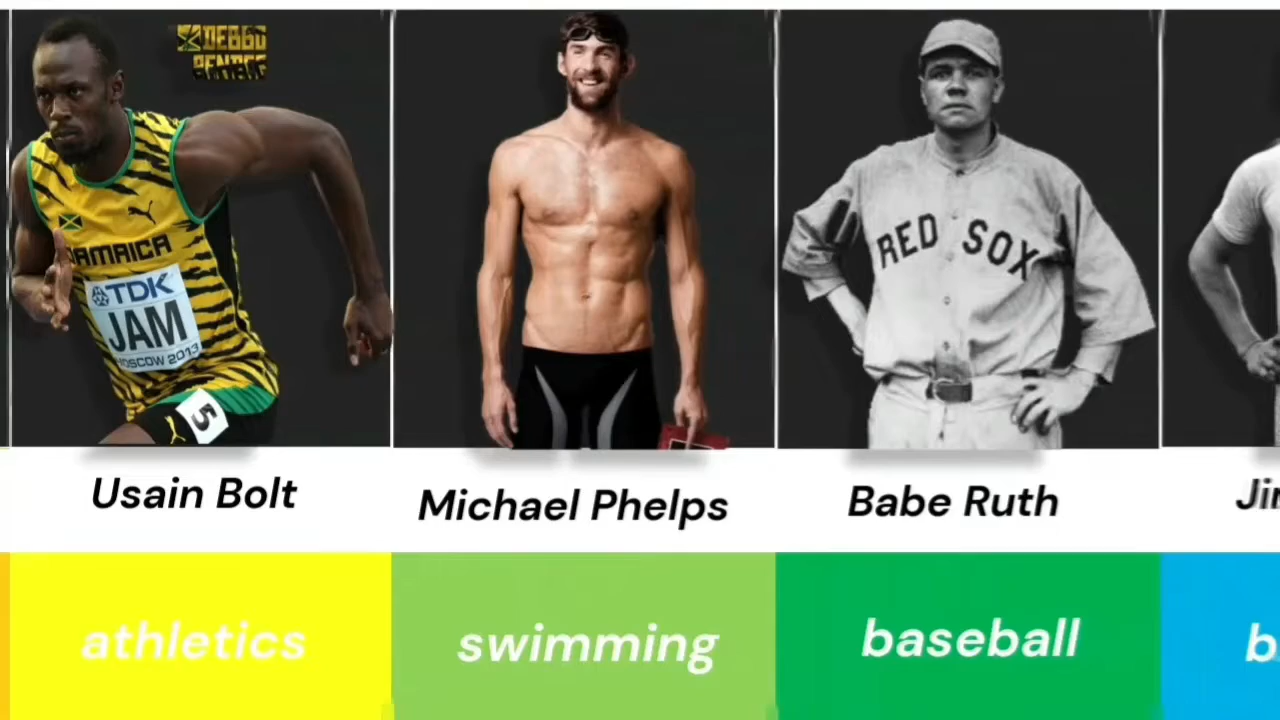 JAMAICA
TDK
JAM
MOSCOW 2013
5
RED SOX
Usain Bolt
Michael Phelps
Babe Ruth
athletics
swimming
baseball